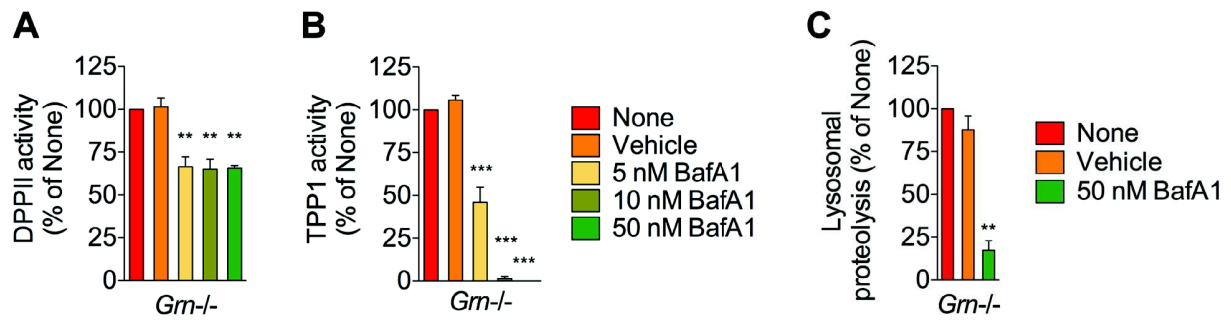 A
DPPII activity
(% of None)
125
100
75
50
25
0
**
**
**
Grn-/-
B
TPP1 activity
(% of None)
125
100
75
50
25
0
***
***
***
Grn-/-
None
Vehicle
5 nM BafA1
10 nM BafA1
50 nM BafA1
C
Lysosomal
proteolysis (% of None)
125
100
75
50
25
0
**
Grn-/-
None
Vehicle
50 nM BafA1